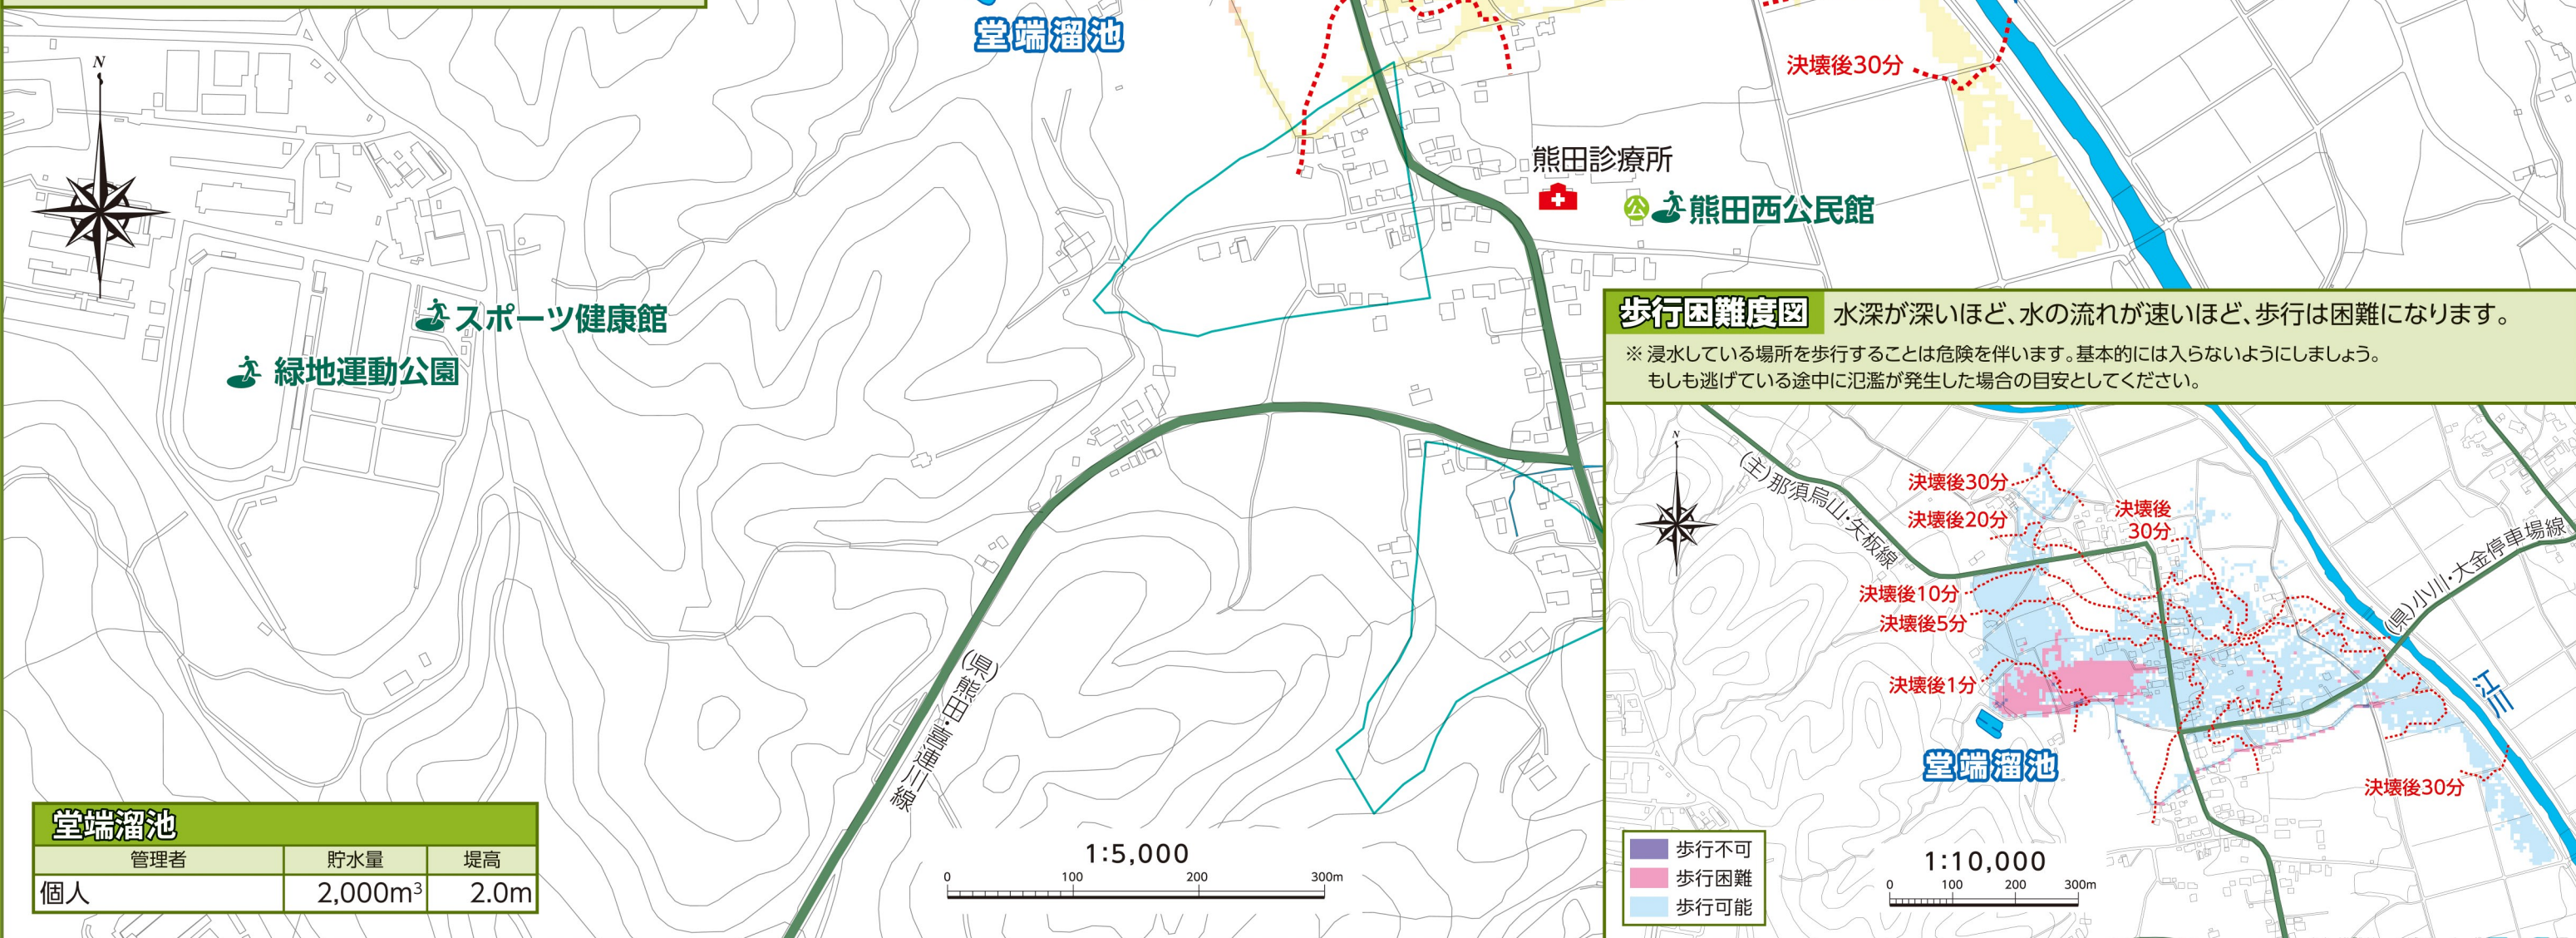 堂端溜池
決壊後30分
N
熊田診療所
公 熊田西公民館
スポーツ健康館
緑地運動公園
(県)熊田・喜連川線
堂端溜池
管理者 貯水量 堤高
個人 2,000m³ 2.0m
1:5,000
0 100 200 300m
歩行困難度図 水深が深いほど、水の流れが速いほど、歩行は困難になります。
※浸水している場所を歩行することは危険を伴います。基本的には入らないようにしましょう。
もしも逃げている途中に氾濫が発生した場合の目安としてください。
N
(主)那須烏山・矢板線
決壊後30分
決壊後20分
決壊後
30分
(県)小川・大金停車場線
決壊後10分
決壊後5分
決壊後1分
江川
堂端溜池
決壊後30分
歩行不可
歩行困難
歩行可能
1:10,000
0 100 200 300m